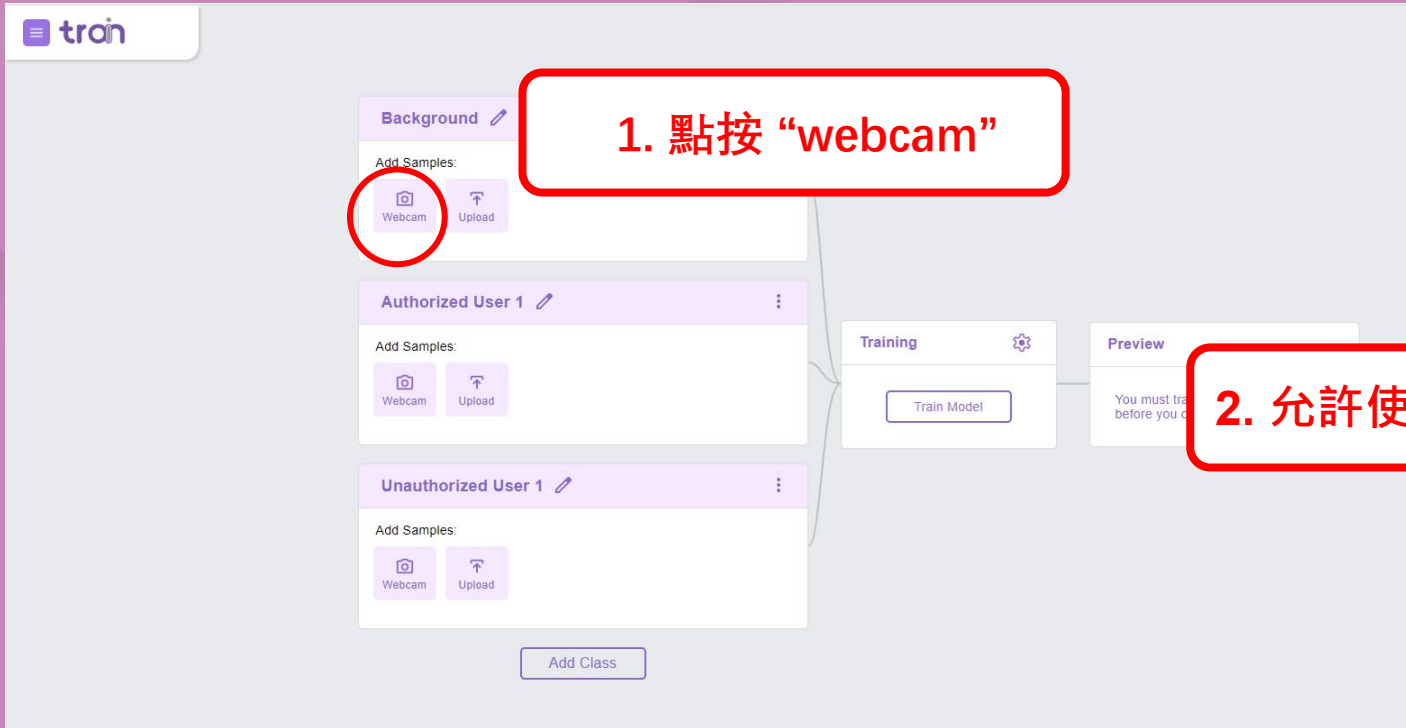 train
1. 點按 “webcam”
Background
Add Samples:
Webcam
Upload
Authorized User 1
Add Samples:
Webcam
Upload
Unauthorized User 1
Add Samples:
Webcam
Upload
Add Class
Training
Train Model
Preview
You must
before you
2. 允許使